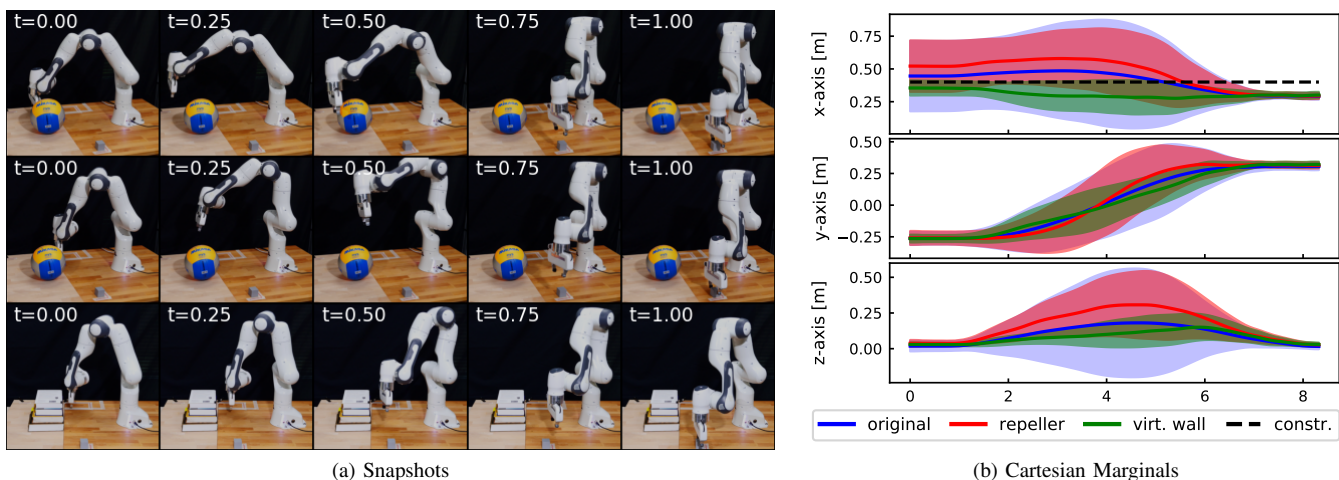 t=0.00 t=0.25 t=0.50 t=0.75 t=1.00
t=0.00 t=0.25 t=0.50 t=0.75 t=1.00
t=0.00 t=0.25 t=0.50 t=0.75 t=1.00
(a) Snapshots
x-axis [m]
0.75
0.50
0.25
y-axis [m]
0.50
0.25
0.00
−0.25
z-axis [m]
0.50
0.25
0.00
0 2 4 6 8
original repeller virt. wall constr.
(b) Cartesian Marginals